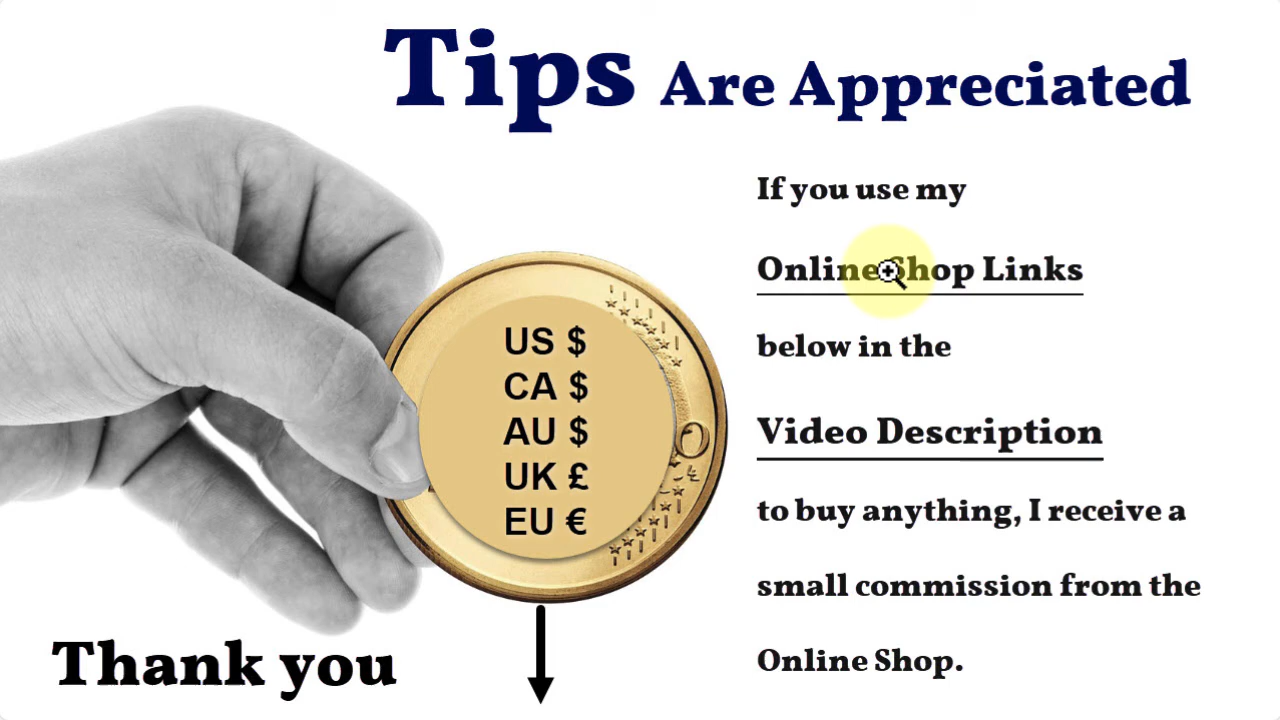 Tips Are Appreciated
If you use my
Online Shop Links
below in the
Video Description
to buy anything, I receive a
small commission from the
Online Shop.
US $
CA $
AU $
UK £
EU €
Thank you